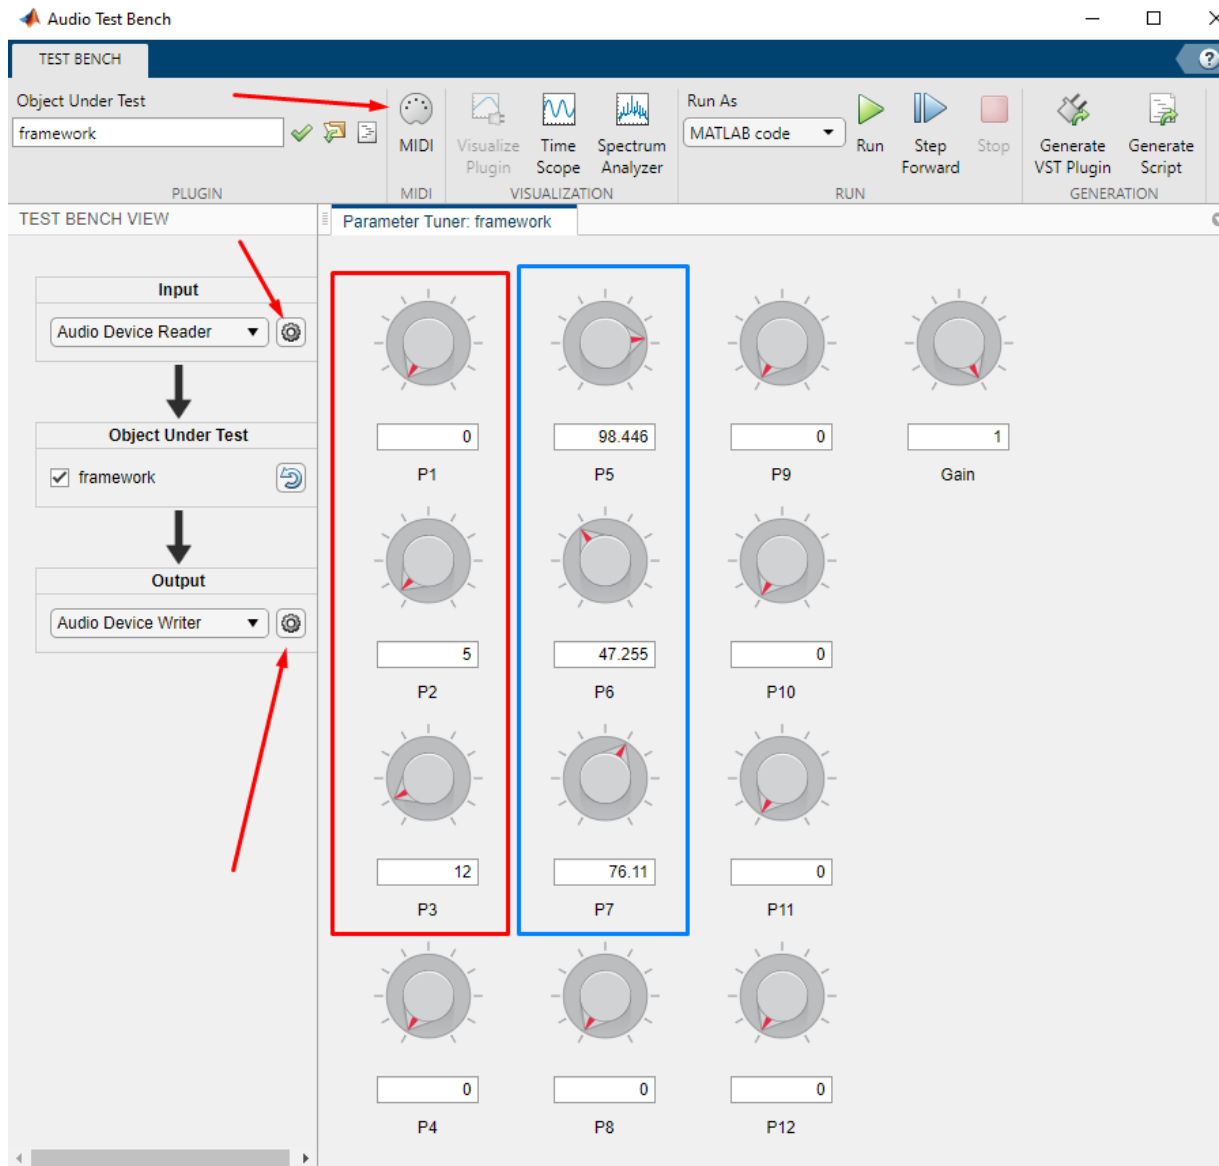 Audio Test Bench
TEST BENCH
?
Object Under Test
framework
MIDI
Visualize Plugin
Time Scope
Spectrum Analyzer
Run As
MATLAB code
Run
Step Forward
Stop
Generate VST Plugin
Generate Script
PLUGIN
MIDI
VISUALIZATION
RUN
GENERATION
TEST BENCH VIEW
Parameter Tuner: framework
Input
Audio Device Reader
Object Under Test
framework
Output
Audio Device Writer
0
98.446
0
1
P1
P5
P9
Gain
5
47.255
0
P2
P6
P10
12
76.11
0
P3
P7
P11
0
0
0
P4
P8
P12